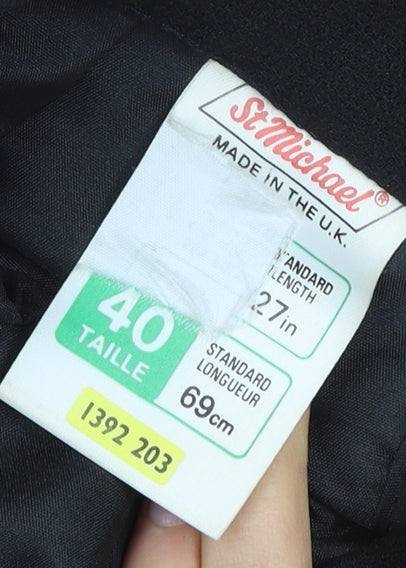 St Michael®
MADE IN THE U.K.
STANDARD
LENGTH
27in
40
TAILLE
STANDARD
LONGUEUR
69cm
1392 203